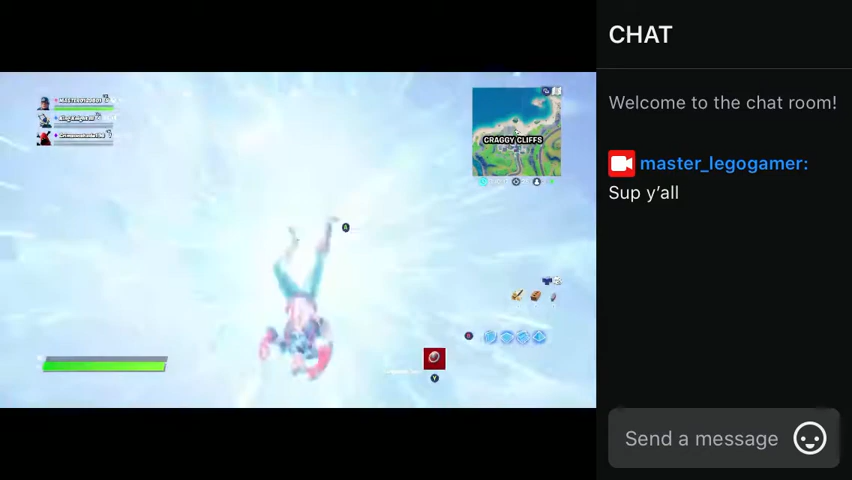 CHAT
Welcome to the chat room!
master_legogamer:
Sup y’all
CRAGGY CLIFFS
A
B
Y
Send a message